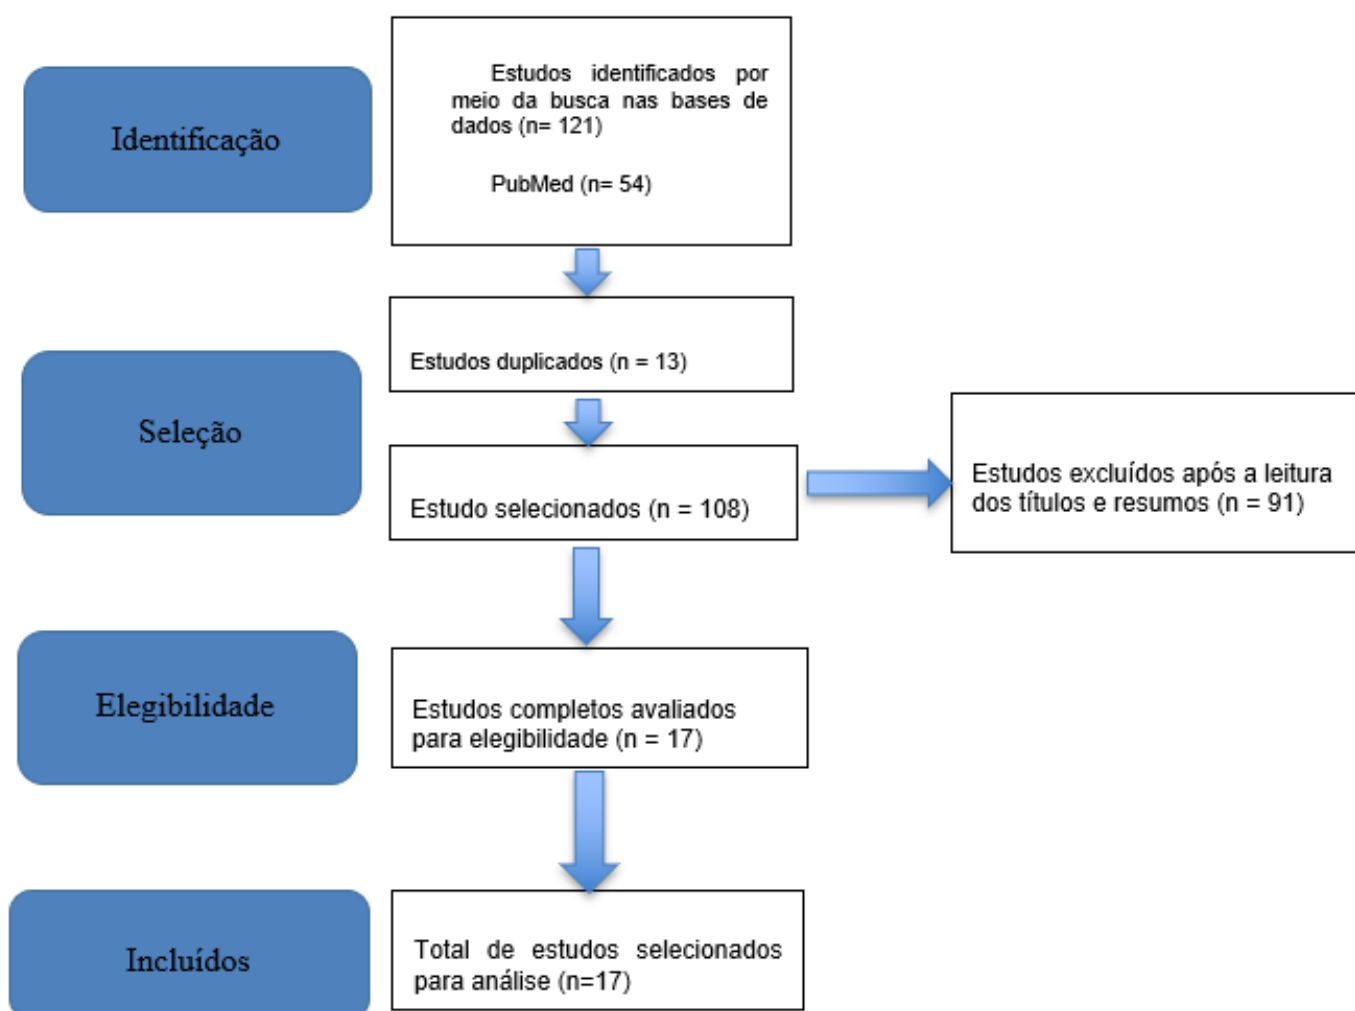 Identificação
Estudos identificados por
meio da busca nas bases de
dados (n= 121)
PubMed (n= 54)
Seleção
Estudos duplicados (n = 13)
Estudo selecionados (n = 108)
Estudos excluídos após a leitura
dos títulos e resumos (n = 91)
Elegibilidade
Estudos completos avaliados
para elegibilidade (n = 17)
Incluídos
Total de estudos selecionados
para análise (n=17)